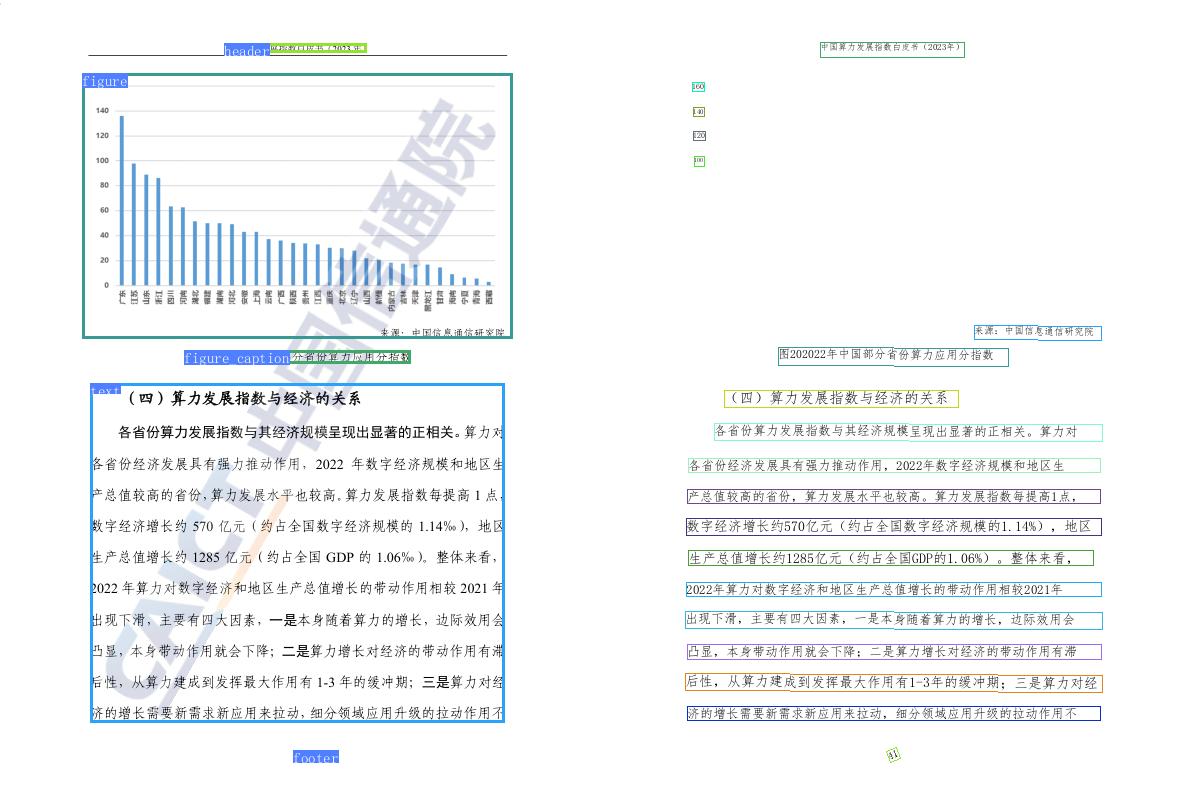 header
中国算力发展指数白皮书（2023年）
figure
140
120
100
80
60
40
20
0
广东 江苏 山东 浙江 四川 河南 湖北 福建 湖南 河北 安徽 上海 云南 广西 陕西 贵州 江西 重庆 北京 辽宁 山西 新疆 内蒙古 吉林 天津 黑龙江 甘肃 海南 宁夏 青海 西藏
来源：中国信息通信研究院
figure_caption 分省份算力应用分指数
text
（四）算力发展指数与经济的关系
各省份算力发展指数与其经济规模呈现出显著的正相关。算力对
各省份经济发展具有强力推动作用，2022 年数字经济规模和地区生
产总值较高的省份，算力发展水平也较高。算力发展指数每提高 1 点，
数字经济增长约 570 亿元（约占全国数字经济规模的 1.14‰），地区
生产总值增长约 1285 亿元（约占全国 GDP 的 1.06‰）。整体来看，
2022 年算力对数字经济和地区生产总值增长的带动作用相较 2021 年
出现下滑，主要有四大因素，一是本身随着算力的增长，边际效用会
凸显，本身带动作用就会下降；二是算力增长对经济的带动作用有滞
后性，从算力建成到发挥最大作用有 1-3 年的缓冲期；三是算力对经
济的增长需要新需求新应用来拉动，细分领域应用升级的拉动作用不
footer
CAICT 中国信通院
中国算力发展指数白皮书（2023年）
160
140
120
100
来源：中国信息通信研究院
图202022年中国部分省份算力应用分指数
（四）算力发展指数与经济的关系
各省份算力发展指数与其经济规模呈现出显著的正相关。算力对
各省份经济发展具有强力推动作用，2022年数字经济规模和地区生
产总值较高的省份，算力发展水平也较高。算力发展指数每提高1点，
数字经济增长约570亿元（约占全国数字经济规模的1.14%），地区
生产总值增长约1285亿元（约占全国GDP的1.06%）。整体来看，
2022年算力对数字经济和地区生产总值增长的带动作用相较2021年
出现下滑，主要有四大因素，一是本身随着算力的增长，边际效用会
凸显，本身带动作用就会下降；二是算力增长对经济的带动作用有滞
后性，从算力建成到发挥最大作用有1-3年的缓冲期；三是算力对经
济的增长需要新需求新应用来拉动，细分领域应用升级的拉动作用不